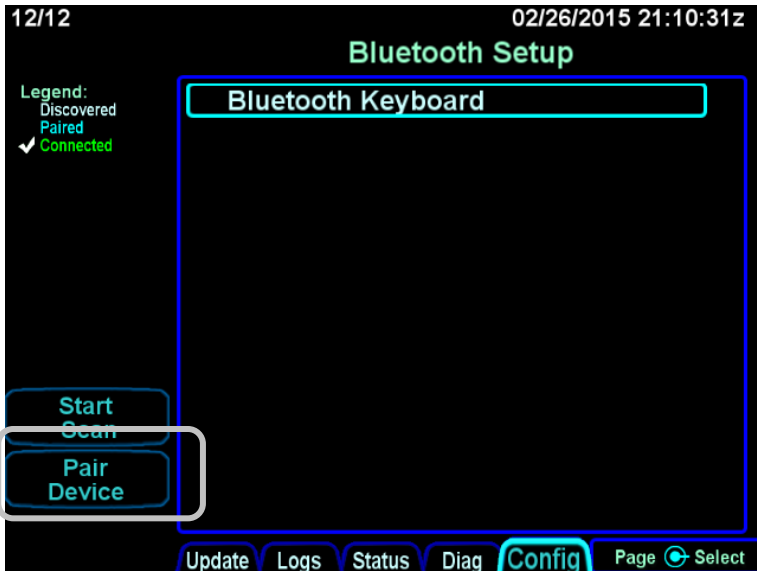 12/12 02/26/2015 21:10:31z
Bluetooth Setup
Legend:
Discovered
Paired
Connected
Bluetooth Keyboard
Start
Scan
Pair
Device
Update Logs Status Diag Config Page Select